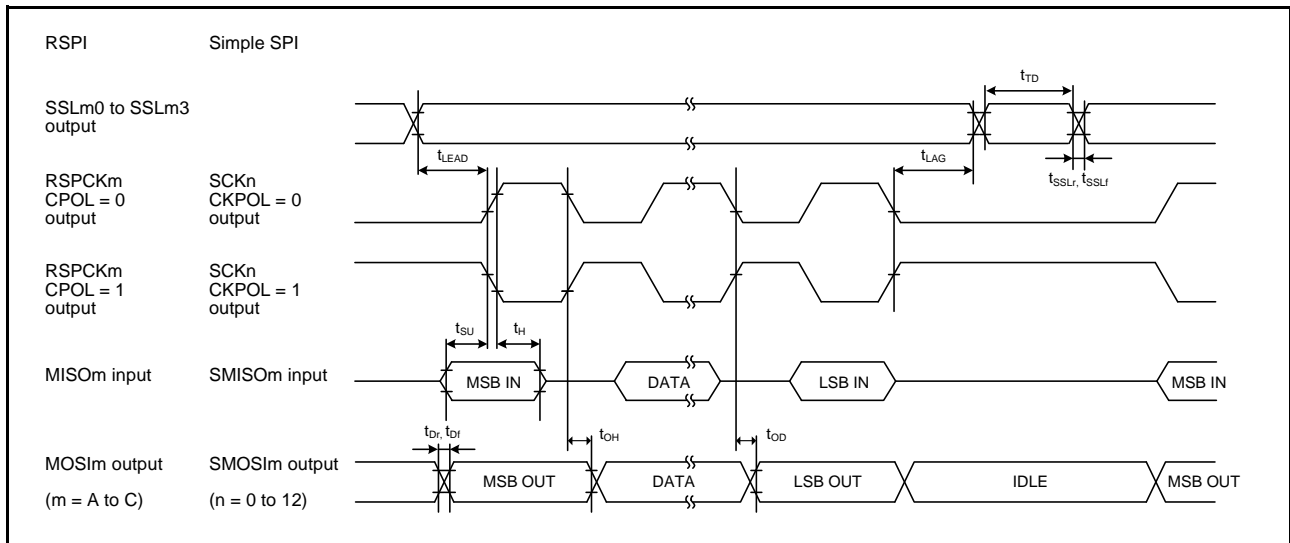 RSPI Simple SPI
tTD
SSLm0 to SSLm3
output
tLEAD tLAG
tSSLr, tSSLf
RSPCKm SCKn
CPOL = 0 CKPOL = 0
output output
RSPCKm SCKn
CPOL = 1 CKPOL = 1
output output
tSU tH
MISOm input SMISOm input MSB IN DATA LSB IN MSB IN
tDr, tDf tOH tOD
MOSIm output SMOSIm output MSB OUT DATA LSB OUT IDLE MSB OUT
(m = A to C) (n = 0 to 12)